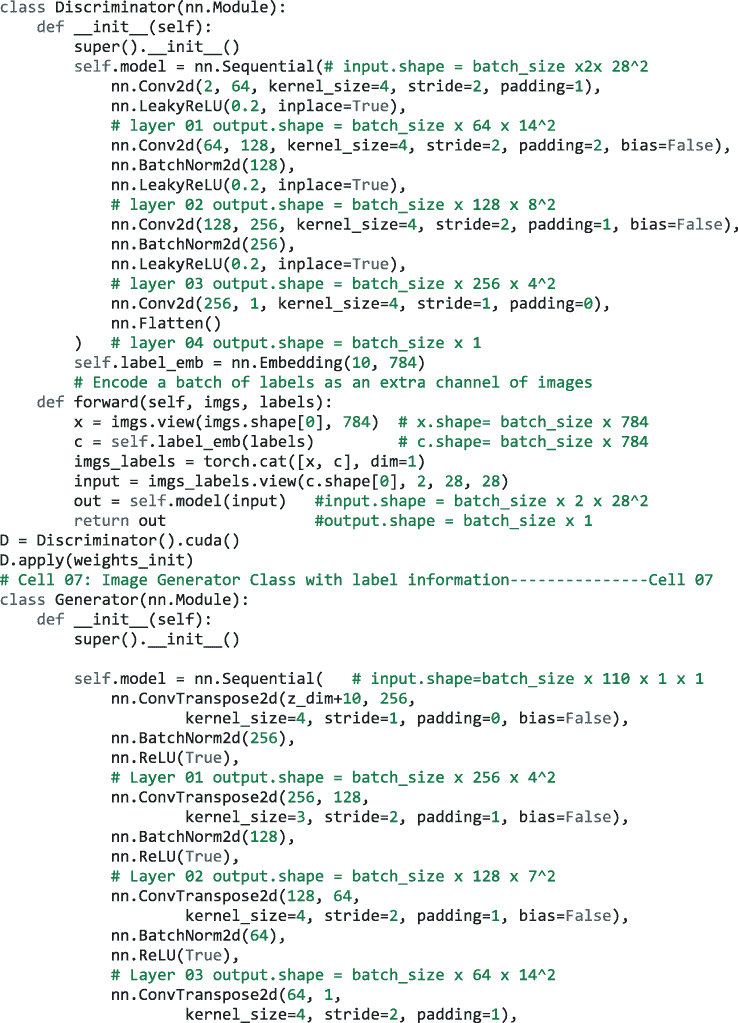 class Discriminator(nn.Module):
    def __init__(self):
        super().__init__()
        self.model = nn.Sequential(# input.shape = batch_size x2x 28^2
            nn.Conv2d(2, 64, kernel_size=4, stride=2, padding=1),
            nn.LeakyReLU(0.2, inplace=True),
            # layer 01 output.shape = batch_size x 64 x 14^2
            nn.Conv2d(64, 128, kernel_size=4, stride=2, padding=2, bias=False),
            nn.BatchNorm2d(128),
            nn.LeakyReLU(0.2, inplace=True),
            # layer 02 output.shape = batch_size x 128 x 8^2
            nn.Conv2d(128, 256, kernel_size=4, stride=2, padding=1, bias=False),
            nn.BatchNorm2d(256),
            nn.LeakyReLU(0.2, inplace=True),
            # layer 03 output.shape = batch_size x 256 x 4^2
            nn.Conv2d(256, 1, kernel_size=4, stride=1, padding=0),
            nn.Flatten()
        )   # layer 04 output.shape = batch_size x 1
        self.label_emb = nn.Embedding(10, 784)
        # Encode a batch of labels as an extra channel of images
    def forward(self, imgs, labels):
        x = imgs.view(imgs.shape[0], 784)  # x.shape= batch_size x 784
        c = self.label_emb(labels)         # c.shape= batch_size x 784
        imgs_labels = torch.cat([x, c], dim=1)
        input = imgs_labels.view(c.shape[0], 2, 28, 28)
        out = self.model(input)   #input.shape = batch_size x 2 x 28^2
        return out                #output.shape = batch_size x 1
D = Discriminator().cuda()
D.apply(weights_init)
# Cell 07: Image Generator Class with label information---------------Cell 07
class Generator(nn.Module):
    def __init__(self):
        super().__init__()

        self.model = nn.Sequential(   # input.shape=batch_size x 110 x 1 x 1
            nn.ConvTranspose2d(z_dim+10, 256,
                    kernel_size=4, stride=1, padding=0, bias=False),
            nn.BatchNorm2d(256),
            nn.ReLU(True),
            # Layer 01 output.shape = batch_size x 256 x 4^2
            nn.ConvTranspose2d(256, 128,
                    kernel_size=3, stride=2, padding=1, bias=False),
            nn.BatchNorm2d(128),
            nn.ReLU(True),
            # Layer 02 output.shape = batch_size x 128 x 7^2
            nn.ConvTranspose2d(128, 64,
                    kernel_size=4, stride=2, padding=1, bias=False),
            nn.BatchNorm2d(64),
            nn.ReLU(True),
            # Layer 03 output.shape = batch_size x 64 x 14^2
            nn.ConvTranspose2d(64, 1,
                    kernel_size=4, stride=2, padding=1),